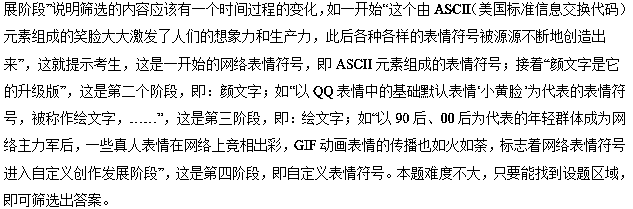 展阶段”说明筛选的内容应该有一个时间过程的变化，如一开始“这个由 ASCII（美国标准信息交换代码）
元素组成的笑脸大大激发了人们的想象力和生产力，此后各种各样的表情符号被源源不断地创造出
来”，这就提示考生，这是一开始的网络表情符号，即 ASCII 元素组成的表情符号；接着“颜文字是它
的升级版”，这是第二个阶段，即：颜文字；如“以 QQ 表情中的基础默认表情‘小黄脸’为代表的表情符
号，被称作绘文字，……”，这是第三阶段，即：绘文字；如“以 90 后、00 后为代表的年轻群体成为网
络主力军后，一些真人表情在网络上竞相出彩，GIF 动画表情的传播也如火如荼，标志着网络表情符号
进入自定义创作发展阶段”，这是第四阶段，即自定义表情符号。本题难度不大，只要能找到设题区域，
即可筛选出答案。